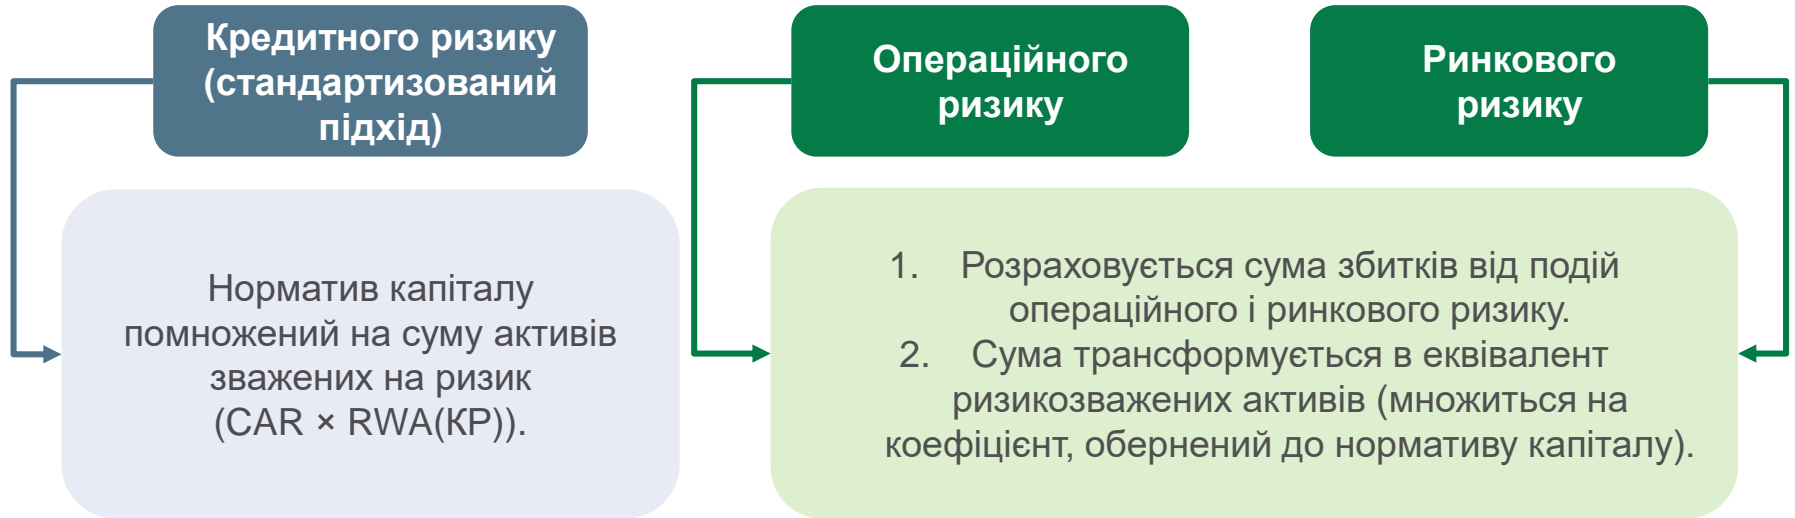 Кредитного ризику
(стандартизований
підхід)
Операційного
ризику
Ринкового
ризику
Норматив капіталу
помножений на суму активів
зважених на ризик
(CAR × RWA(КР)).
1. Розраховується сума збитків від подій
операційного і ринкового ризику.
2. Сума трансформується в еквівалент
ризикозважених активів (множиться на
коефіцієнт, обернений до нормативу капіталу).